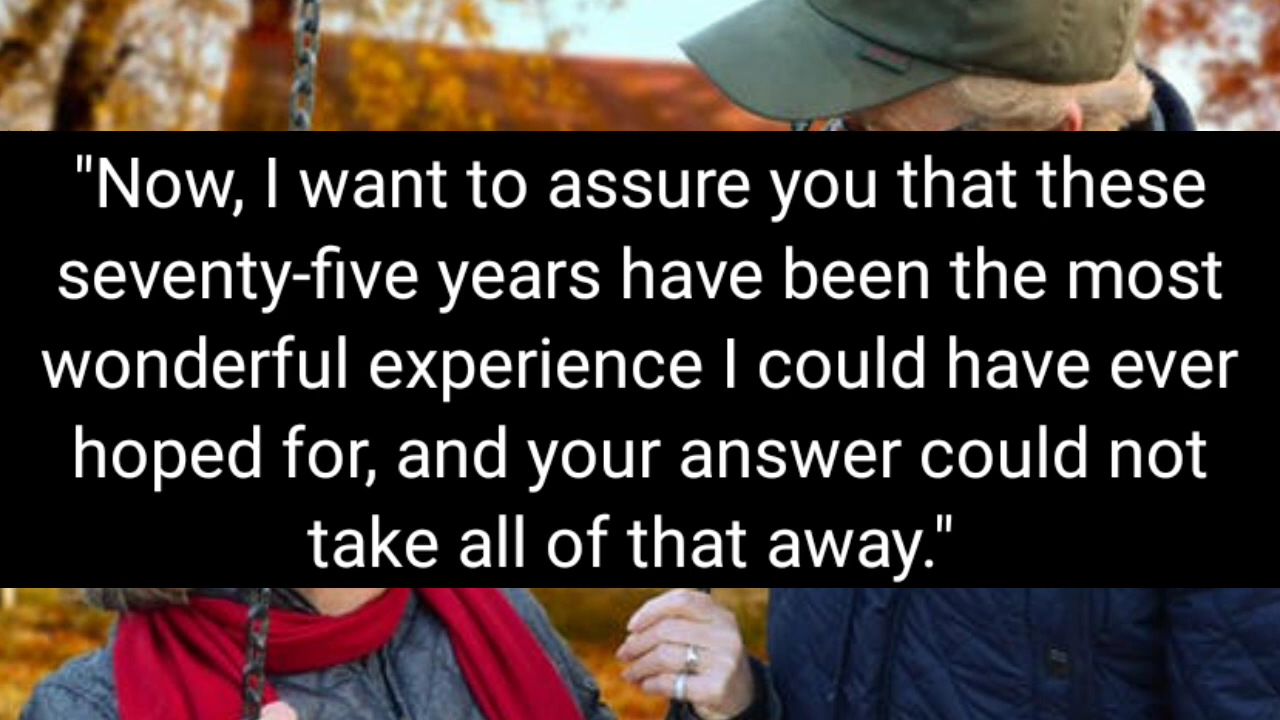 "Now, I want to assure you that these
seventy-five years have been the most
wonderful experience I could have ever
hoped for, and your answer could not
take all of that away."